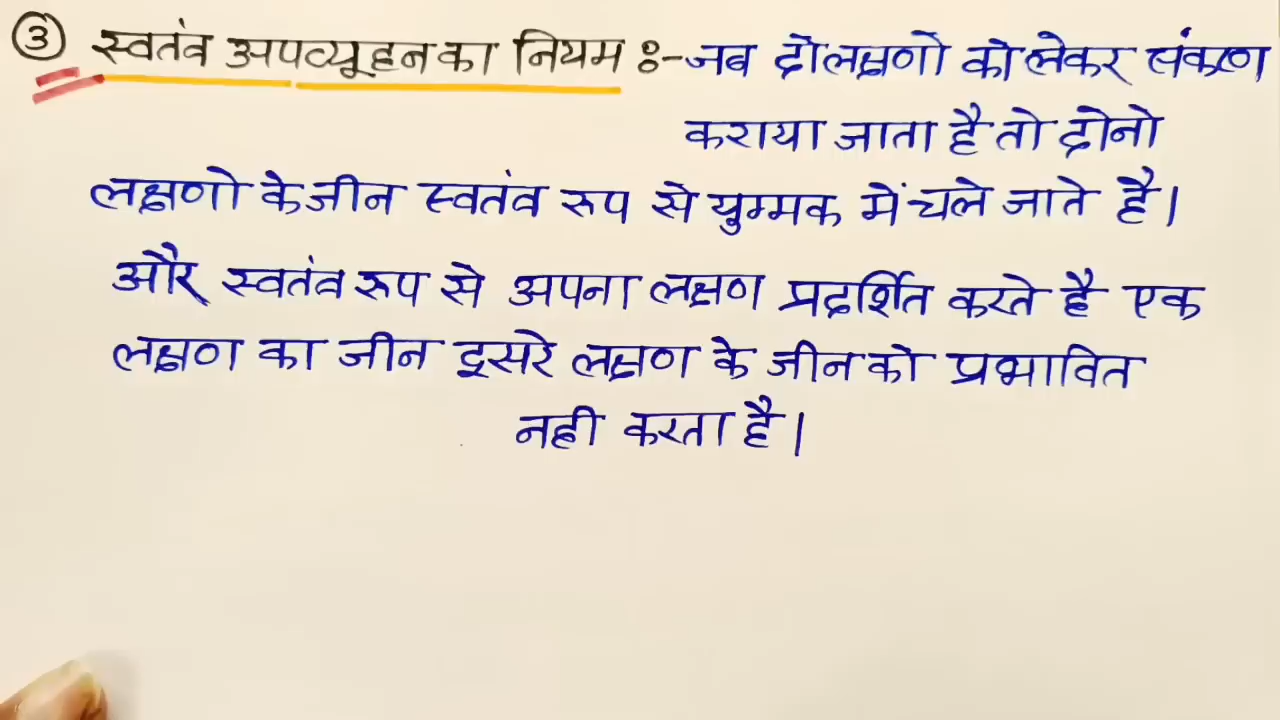 ③ स्वतंत्र अपव्यूहन का नियम :- जब दो लक्षणो को लेकर संकरण
कराया जाता है तो दोनो
लक्षणो के जीन स्वतंत्र रूप से युग्मक में चले जाते है।
और स्वतंत्र रूप से अपना लक्षण प्रदर्शित करते है एक
लक्षण का जीन दूसरे लक्षण के जीन को प्रभावित
नही करता है।